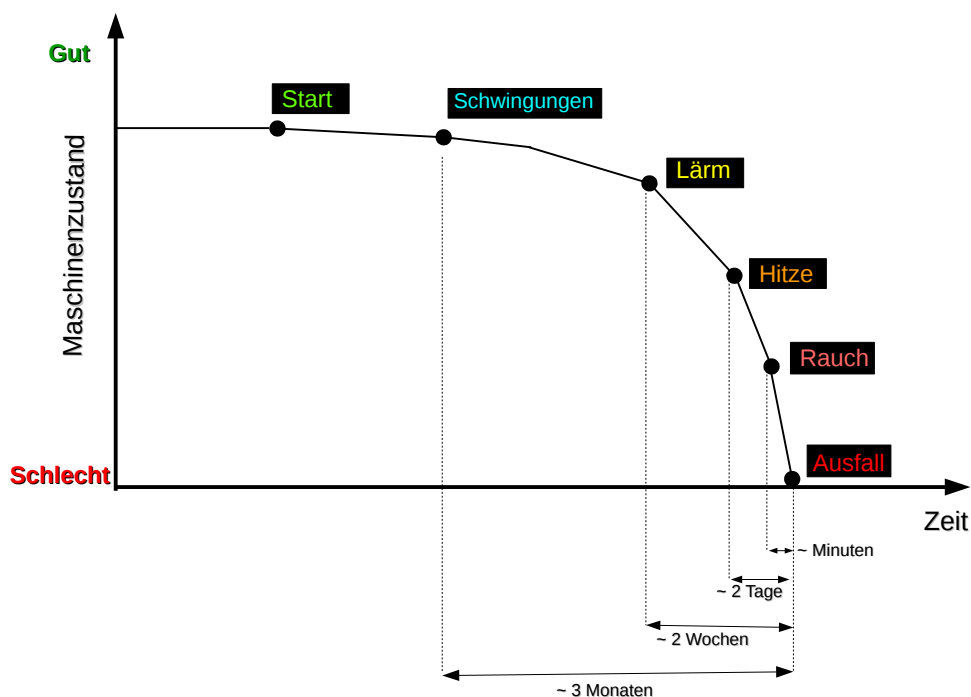 Gut
Start
Schwingungen
Maschinenzustand
Lärm
Hitze
Rauch
Ausfall
Schlecht
Zeit
~ Minuten
~ 2 Tage
~ 2 Wochen
~ 3 Monaten